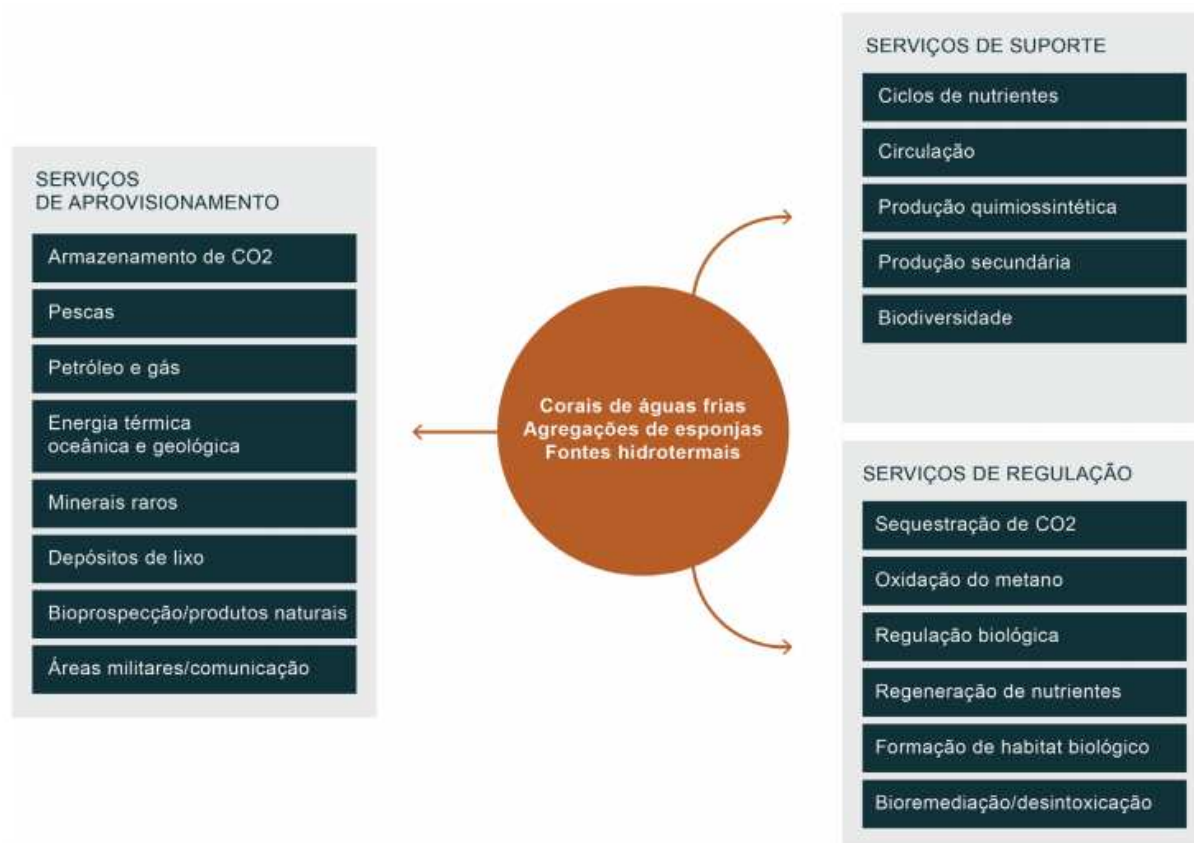 SERVIÇOS
DE APROVISIONAMENTO
Armazenamento de CO2
Pescas
Petróleo e gás
Energia térmica
oceânica e geológica
Minerais raros
Depósitos de lixo
Bioprospecção/produtos naturais
Áreas militares/comunicação
Corais de águas frias
Agregações de esponjas
Fontes hidrotermais
SERVIÇOS DE SUPORTE
Ciclos de nutrientes
Circulação
Produção quimiossintética
Produção secundária
Biodiversidade
SERVIÇOS DE REGULAÇÃO
Sequestração de CO2
Oxidação do metano
Regulação biológica
Regeneração de nutrientes
Formação de habitat biológico
Bioremediação/desintoxicação